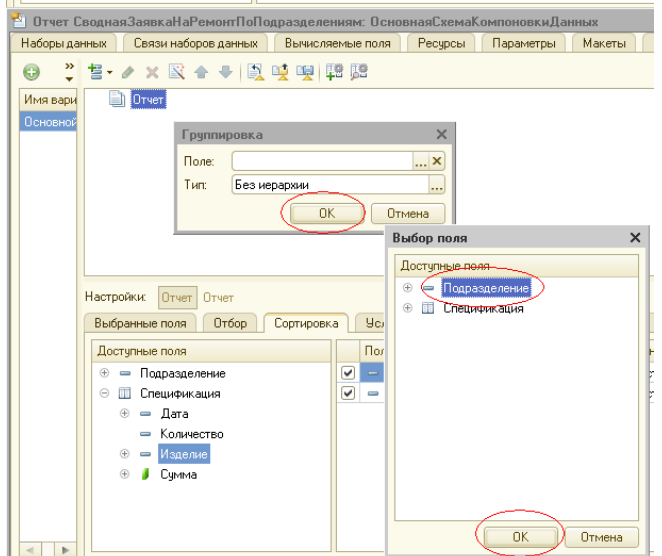 Отчет СводнаяЗаявкаНаРемонтПоПодразделениям: ОсновнаяСхемаКомпоновкиДанных
Наборы данных Связи наборов данных Вычисляемые поля Ресурсы Параметры Макеты
Имя вари
Основной
Отчет
Группировка
Поле:
Тип: Без иерархии
ОК Отмена
Выбор поля
Доступные поля
Подразделение
Спецификация
ОК Отмена
Настройки: Отчет Отчет
Выбранные поля Отбор Сортировка Усл
Доступные поля Пол
Подразделение
Спецификация
Дата
Количество
Изделие
Сумма